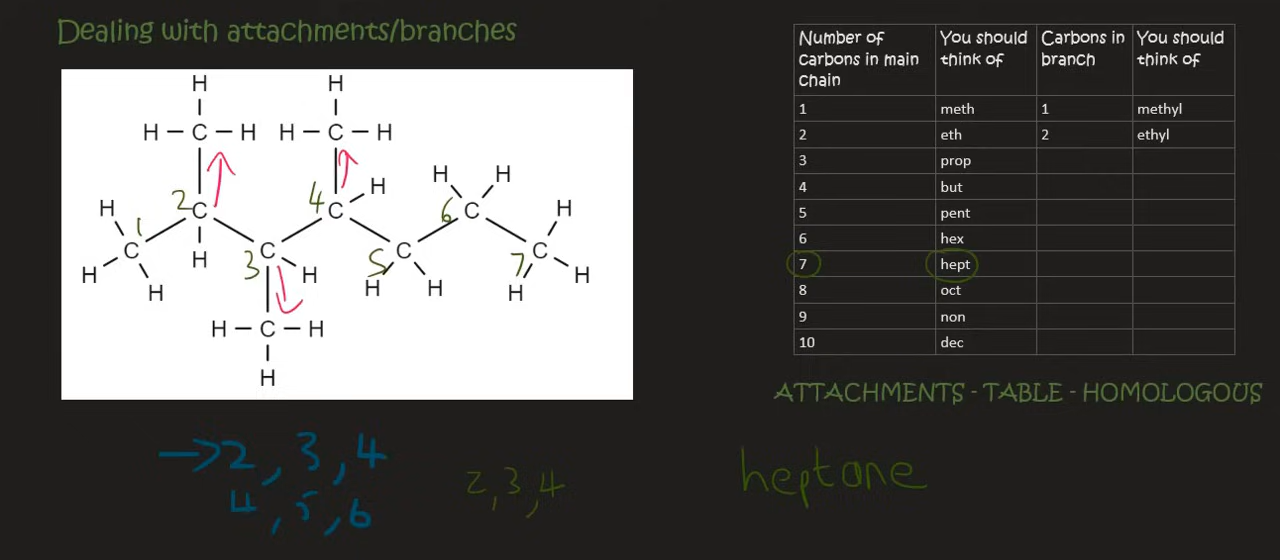 Dealing with attachments/branches
H H
H – C – H H – C – H
H H H
H 2 C 4 C 6 C H
1 C H 3 C 5 C 7 C
H H H H H H H
H H
H – C – H
H
Number of carbons in main chain | You should think of | Carbons in branch | You should think of
1 meth 1 methyl
2 eth 2 ethyl
3 prop
4 but
5 pent
6 hex
7 hept
8 oct
9 non
10 dec
ATTACHMENTS - TABLE - HOMOLOGOUS
→ 2, 3, 4
4, 5, 6
2, 3, 4
heptane